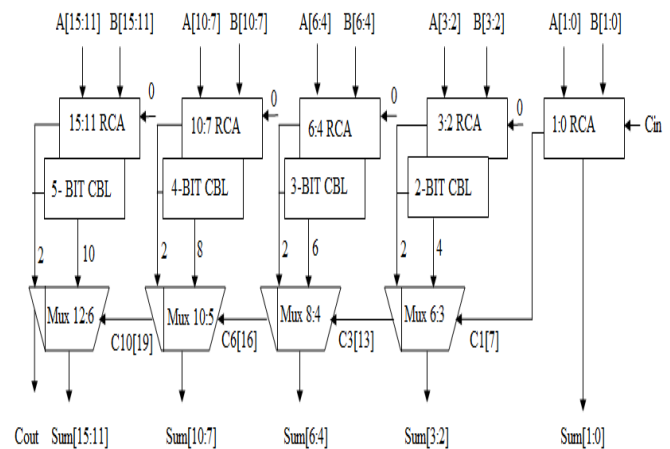 A[15:11] B[15:11] A[10:7] B[10:7] A[6:4] B[6:4] A[3:2] B[3:2] A[1:0] B[1:0]
0 0 0 0
15:11 RCA 10:7 RCA 6:4 RCA 3:2 RCA 1:0 RCA Cin
5- BIT CBL 4-BIT CBL 3-BIT CBL 2-BIT CBL
2 10 2 8 2 6 2 4
Mux 12:6 Mux 10:5 Mux 8:4 Mux 6:3
C10[19] C6[16] C3[13] C1[7]
Cout Sum[15:11] Sum[10:7] Sum[6:4] Sum[3:2] Sum[1:0]